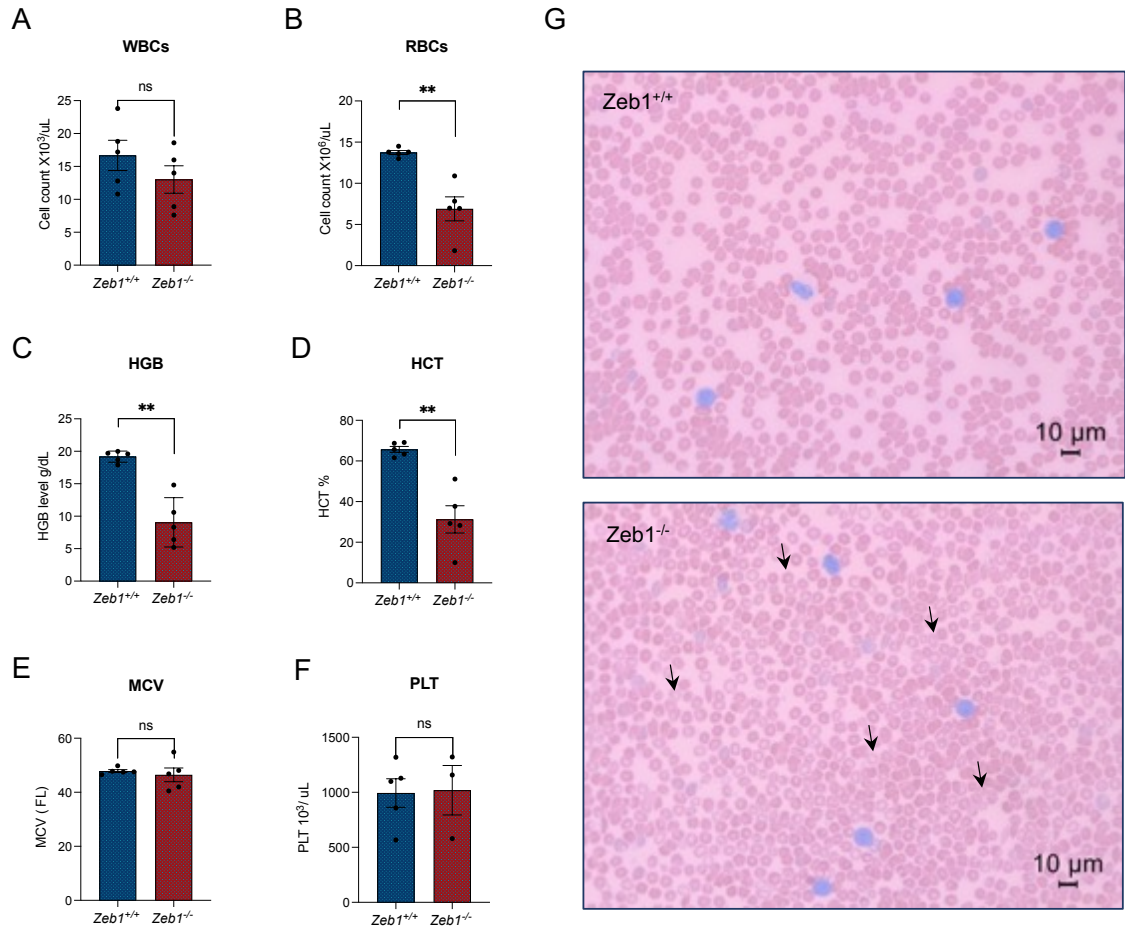 A
WBCs
ns
Cell count X10³/uL
25
20
15
10
5
0
Zeb1⁺/⁺ Zeb1⁻/⁻
B
RBCs
**
Cell count X10⁶/uL
20
15
10
5
0
Zeb1⁺/⁺ Zeb1⁻/⁻
C
HGB
**
HGB level g/dL
25
20
15
10
5
0
Zeb1⁺/⁺ Zeb1⁻/⁻
D
HCT
**
HCT %
80
60
40
20
0
Zeb1⁺/⁺ Zeb1⁻/⁻
E
MCV
ns
MCV ( FL)
60
40
20
0
Zeb1⁺/⁺ Zeb1⁻/⁻
F
PLT
ns
PLT 10³/ uL
1500
1000
500
0
Zeb1⁺/⁺ Zeb1⁻/⁻
G
Zeb1⁺/⁺
10 µm
Zeb1⁻/⁻
10 µm